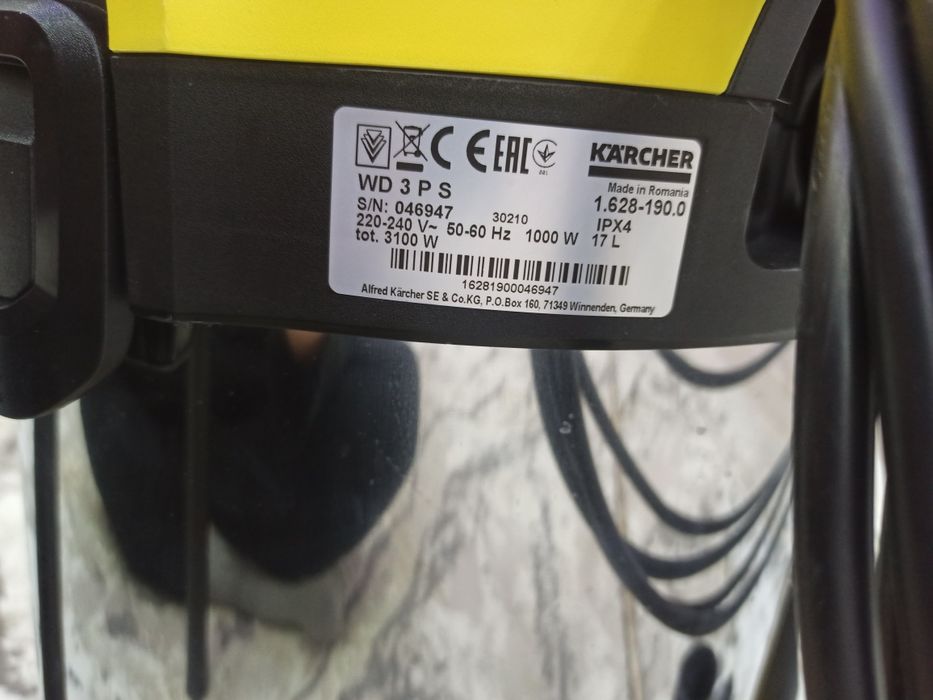 CE EAC
KÄRCHER
WD 3 P S
Made in Romania
S/N: 046947 30210 1.628-190.0
220-240 V~ 50-60 Hz 1000 W IPX4
tot. 3100 W 17 L
16281900046947
Alfred Kärcher SE & Co.KG, P.O.Box 160, 71349 Winnenden, Germany